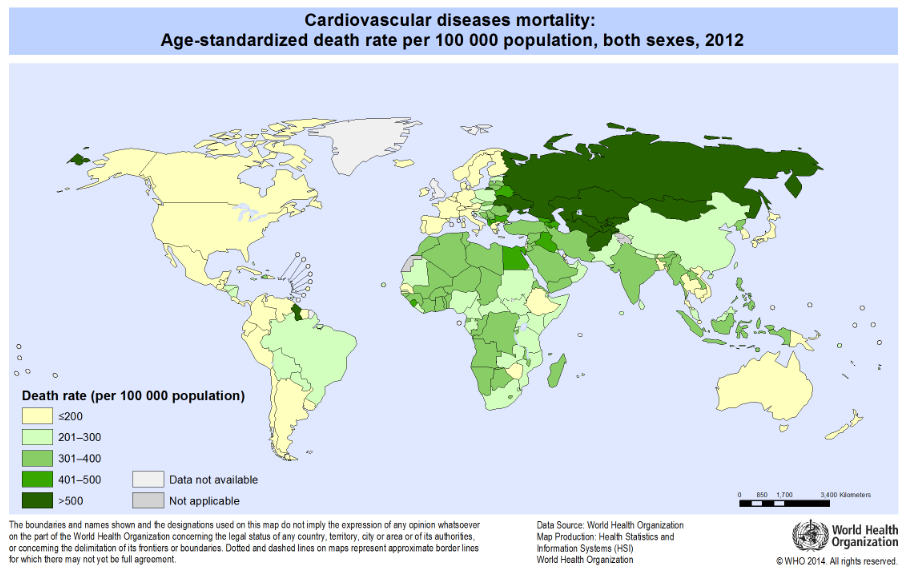 Cardiovascular diseases mortality:
Age-standardized death rate per 100 000 population, both sexes, 2012
Death rate (per 100 000 population)
≤200
201–300
301–400
401–500
>500
Data not available
Not applicable
0 850 1,700 3,400 Kilometers
The boundaries and names shown and the designations used on this map do not imply the expression of any opinion whatsoever
on the part of the World Health Organization concerning the legal status of any country, territory, city or area or of its authorities,
or concerning the delimitation of its frontiers or boundaries. Dotted and dashed lines on maps represent approximate border lines
for which there may not yet be full agreement.
Data Source: World Health Organization
Map Production: Health Statistics and
Information Systems (HSI)
World Health Organization
World Health
Organization
© WHO 2014. All rights reserved.